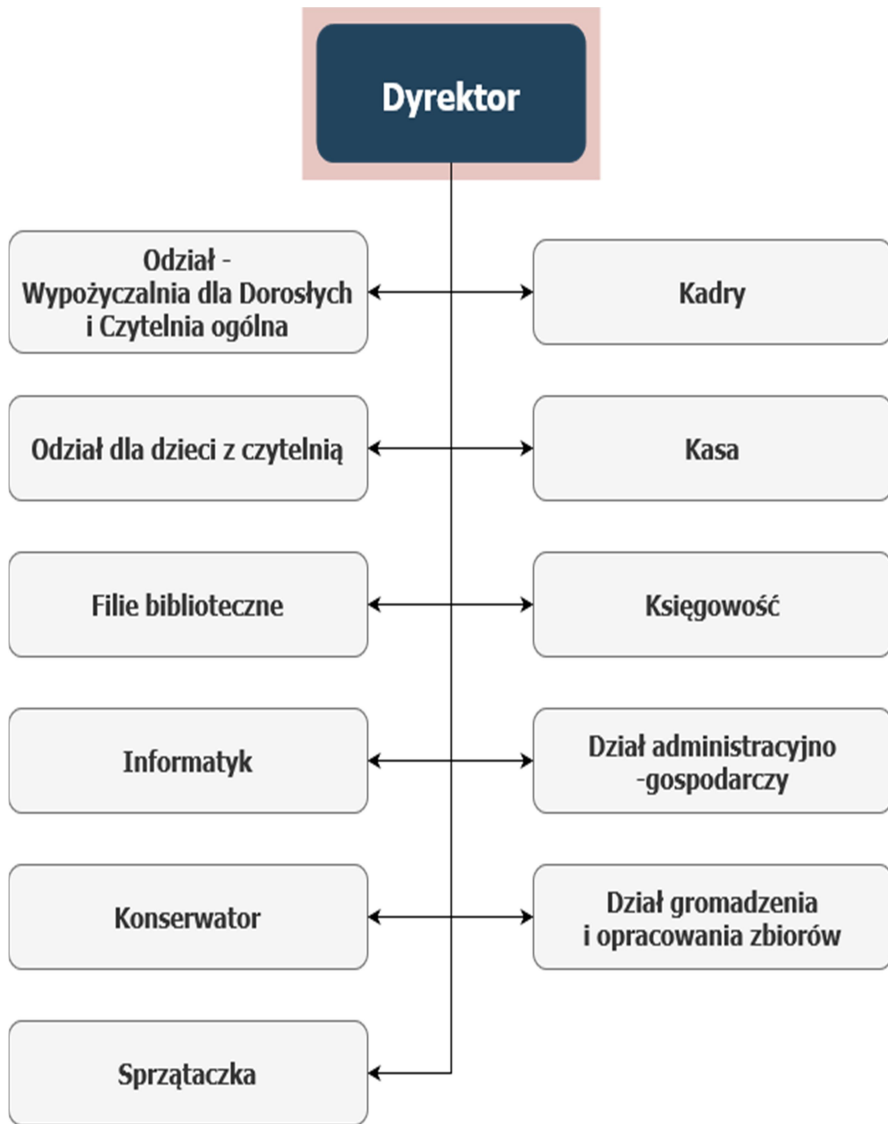 Dyrektor
Odział -
Wypożyczalnia dla Dorosłych
i Czytelnia ogólna
Kadry
Odział dla dzieci z czytelnią
Kasa
Filie biblioteczne
Księgowość
Informatyk
Dział administracyjno
-gospodarczy
Konserwator
Dział gromadzenia
i opracowania zbiorów
Sprzątaczka